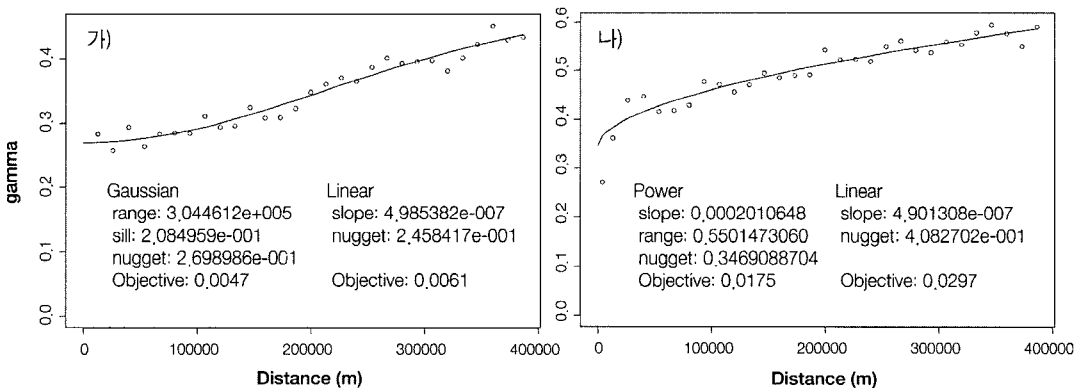 가)
gamma
0.4
0.3
0.2
0.1
0.0
Gaussian
range: 3.044612e+005
sill: 2.084959e-001
nugget: 2.698986e-001
Objective: 0.0047
Linear
slope: 4.985382e-007
nugget: 2.458417e-001
Objective: 0.0061
0 100000 200000 300000 400000
Distance (m)
나)
0.6
0.5
0.4
0.3
0.2
0.1
0.0
Power
slope: 0.0002010648
range: 0.5501473060
nugget: 0.3469088704
Objective: 0.0175
Linear
slope: 4.901308e-007
nugget: 4.082702e-001
Objective: 0.0297
0 100000 200000 300000 400000
Distance (m)